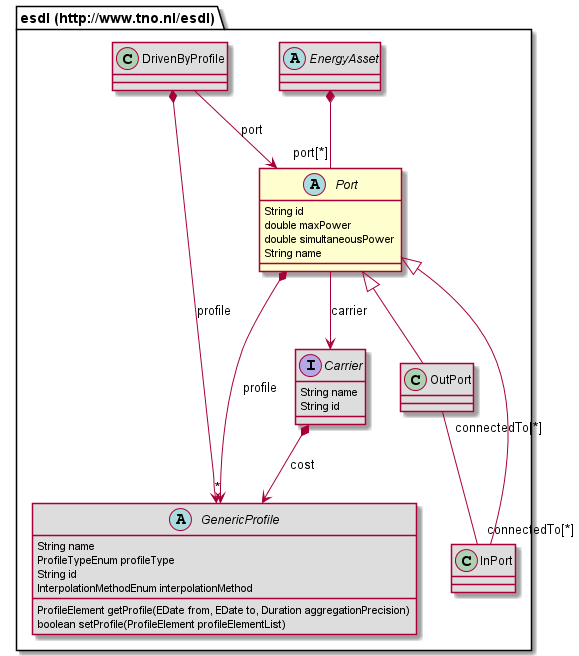 esdl (http://www.tno.nl/esdl)
C DrivenByProfile
A EnergyAsset
port
port[*]
A Port
String id
double maxPower
double simultaneousPower
String name
profile
carrier
I Carrier
String name
String id
C OutPort
profile
connectedTo[*]
cost
*
A GenericProfile
String name
ProfileTypeEnum profileType
String id
InterpolationMethodEnum interpolationMethod
ProfileElement getProfile(EDate from, EDate to, Duration aggregationPrecision)
boolean setProfile(ProfileElement profileElementList)
connectedTo[*]
C InPort